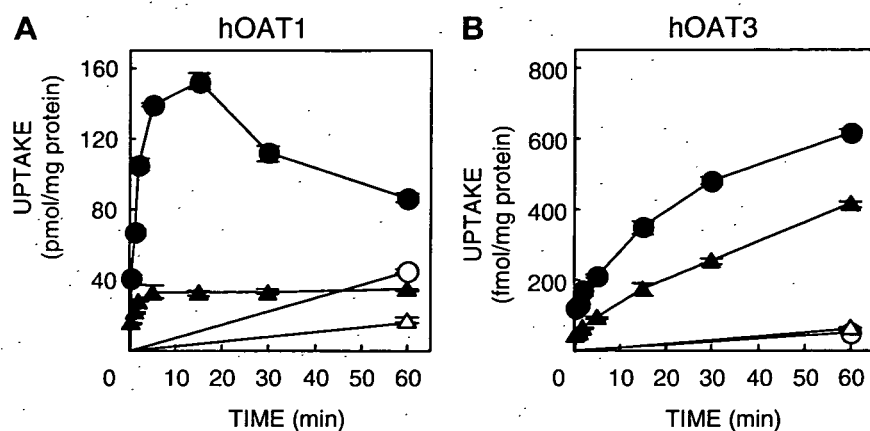 A
hOAT1
160
120
80
40
0 10 20 30 40 50 60
UPTAKE
(pmol/mg protein)
TIME (min)
B
hOAT3
800
600
400
200
0 10 20 30 40 50 60
UPTAKE
(fmol/mg protein)
TIME (min)